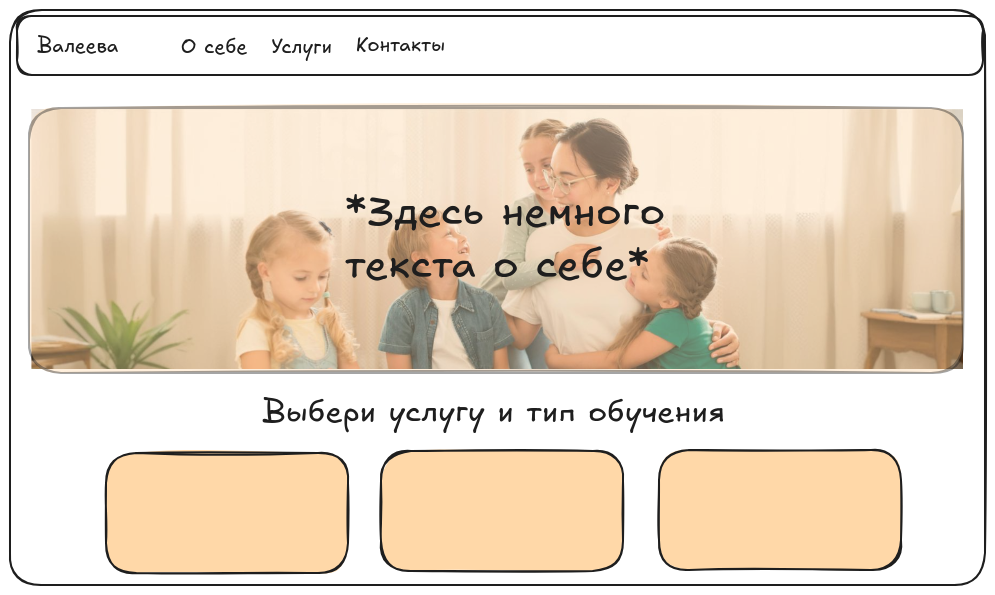 Валеева О себе Услуги Контакты
*Здесь немного
текста о себе*
Выбери услугу и тип обучения